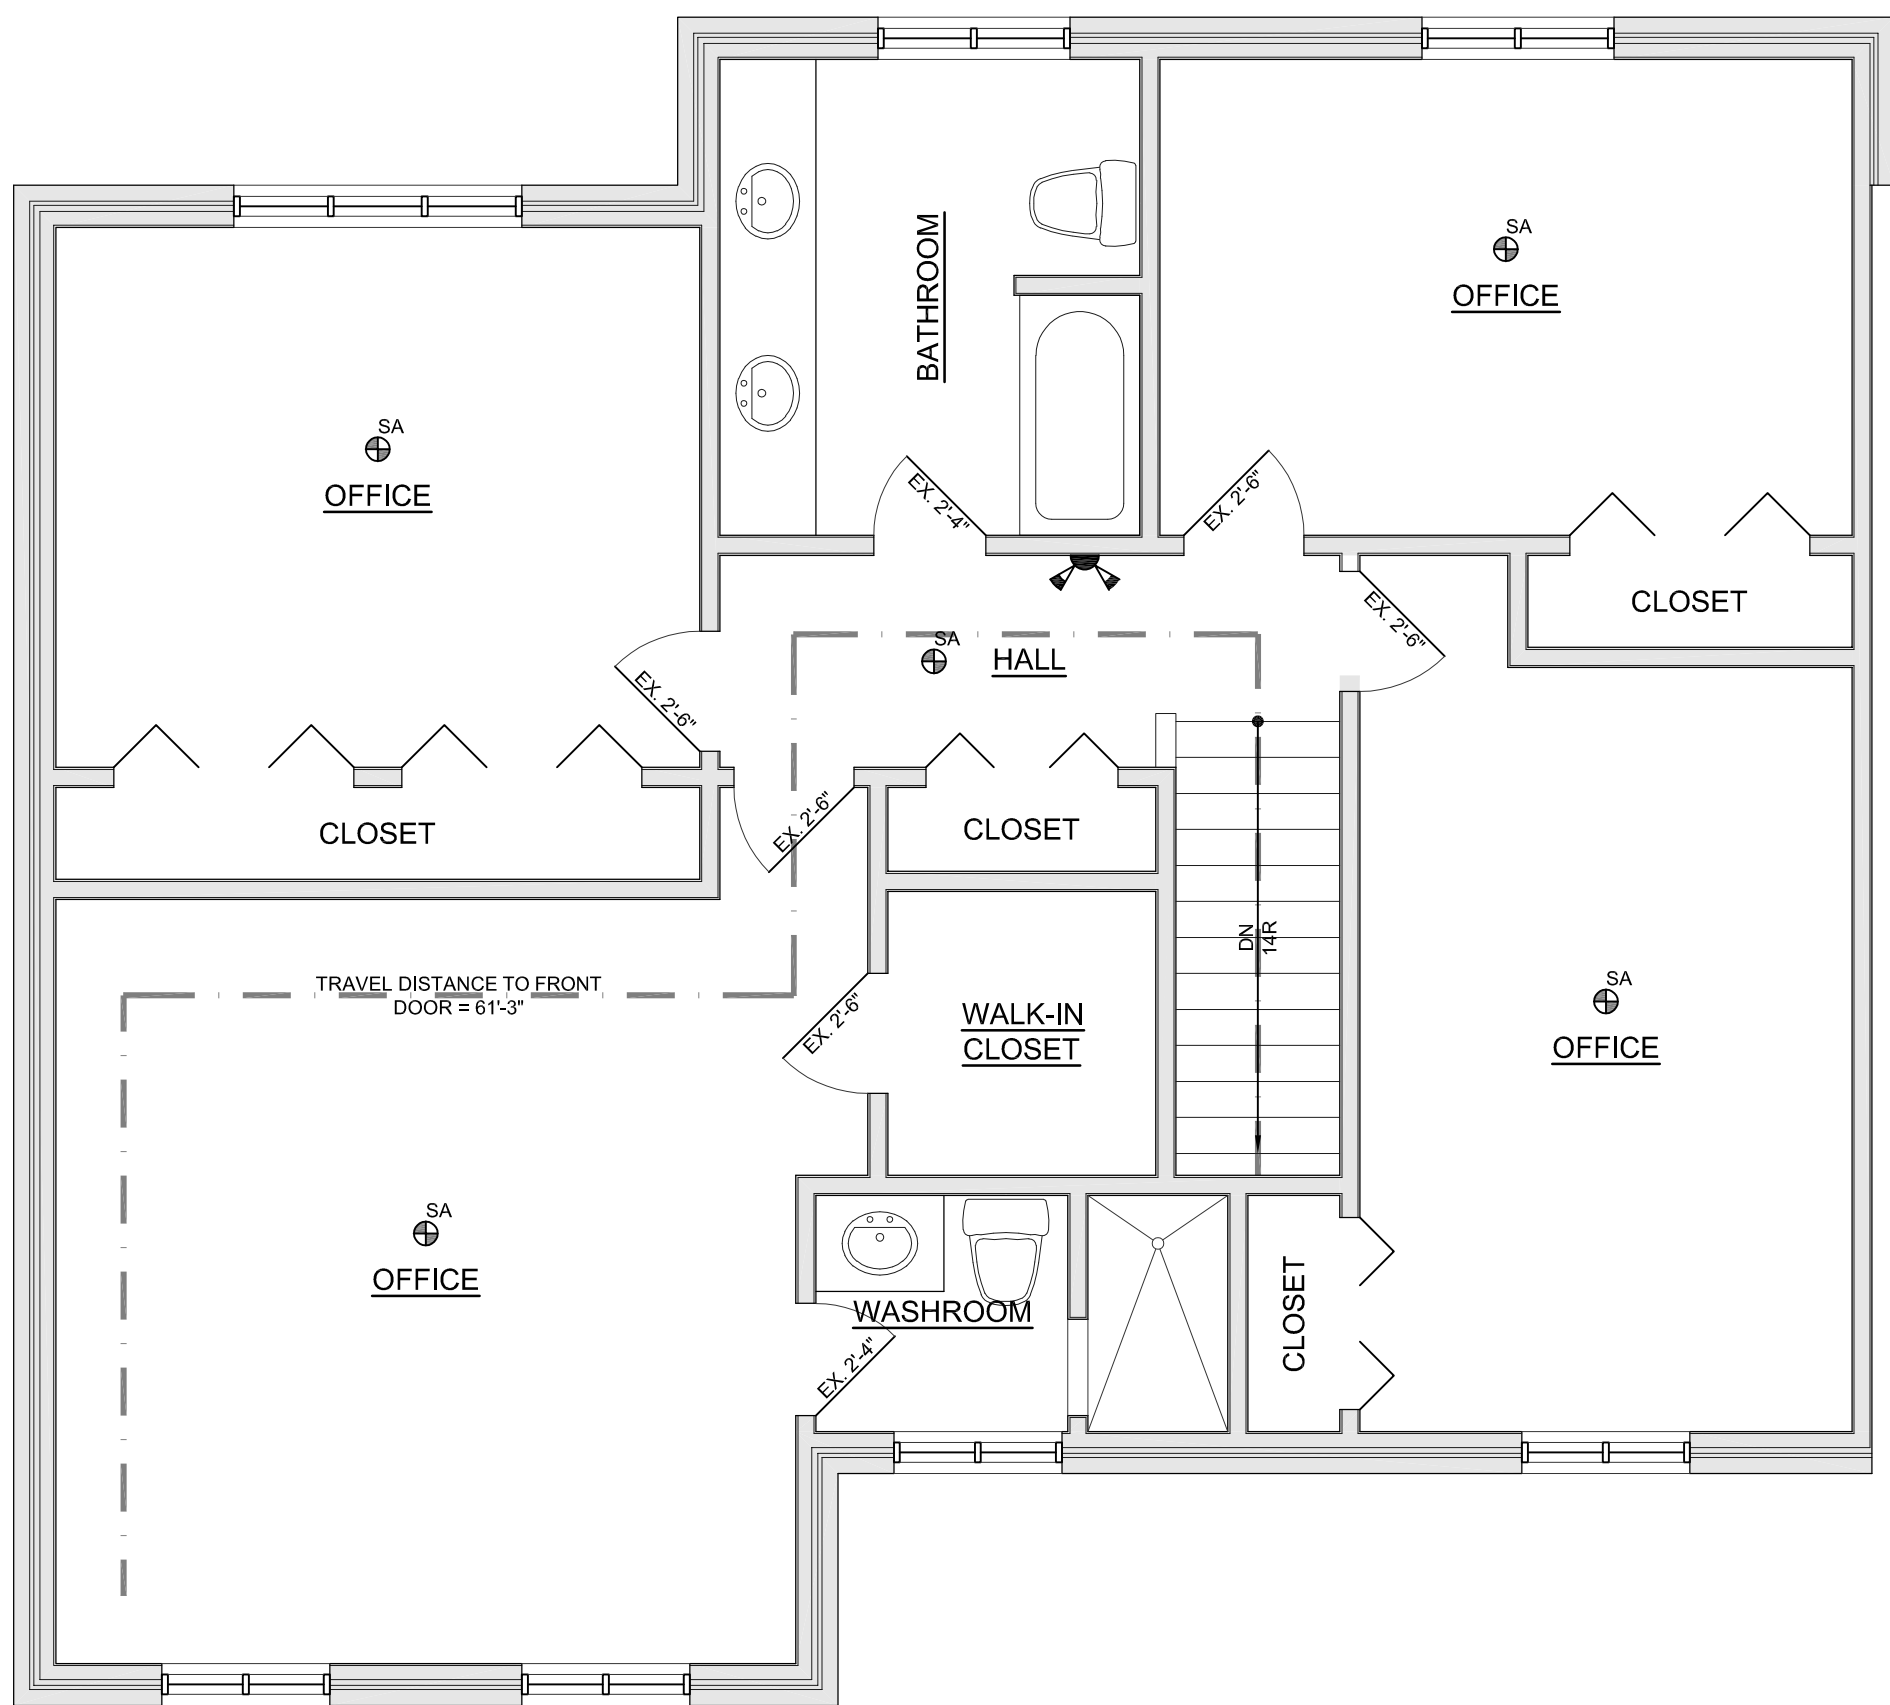 BATHROOM
SA
OFFICE
SA
OFFICE
EX. 2'-4"
EX. 2'-6"
EX. 2'-6"
CLOSET
SA
HALL
EX. 2'-6"
CLOSET
EX. 2'-6"
CLOSET
DN
14R
TRAVEL DISTANCE TO FRONT
DOOR = 61'-3"
EX. 2'-6"
WALK-IN
CLOSET
SA
OFFICE
SA
OFFICE
WASHROOM
EX. 2'-4"
CLOSET